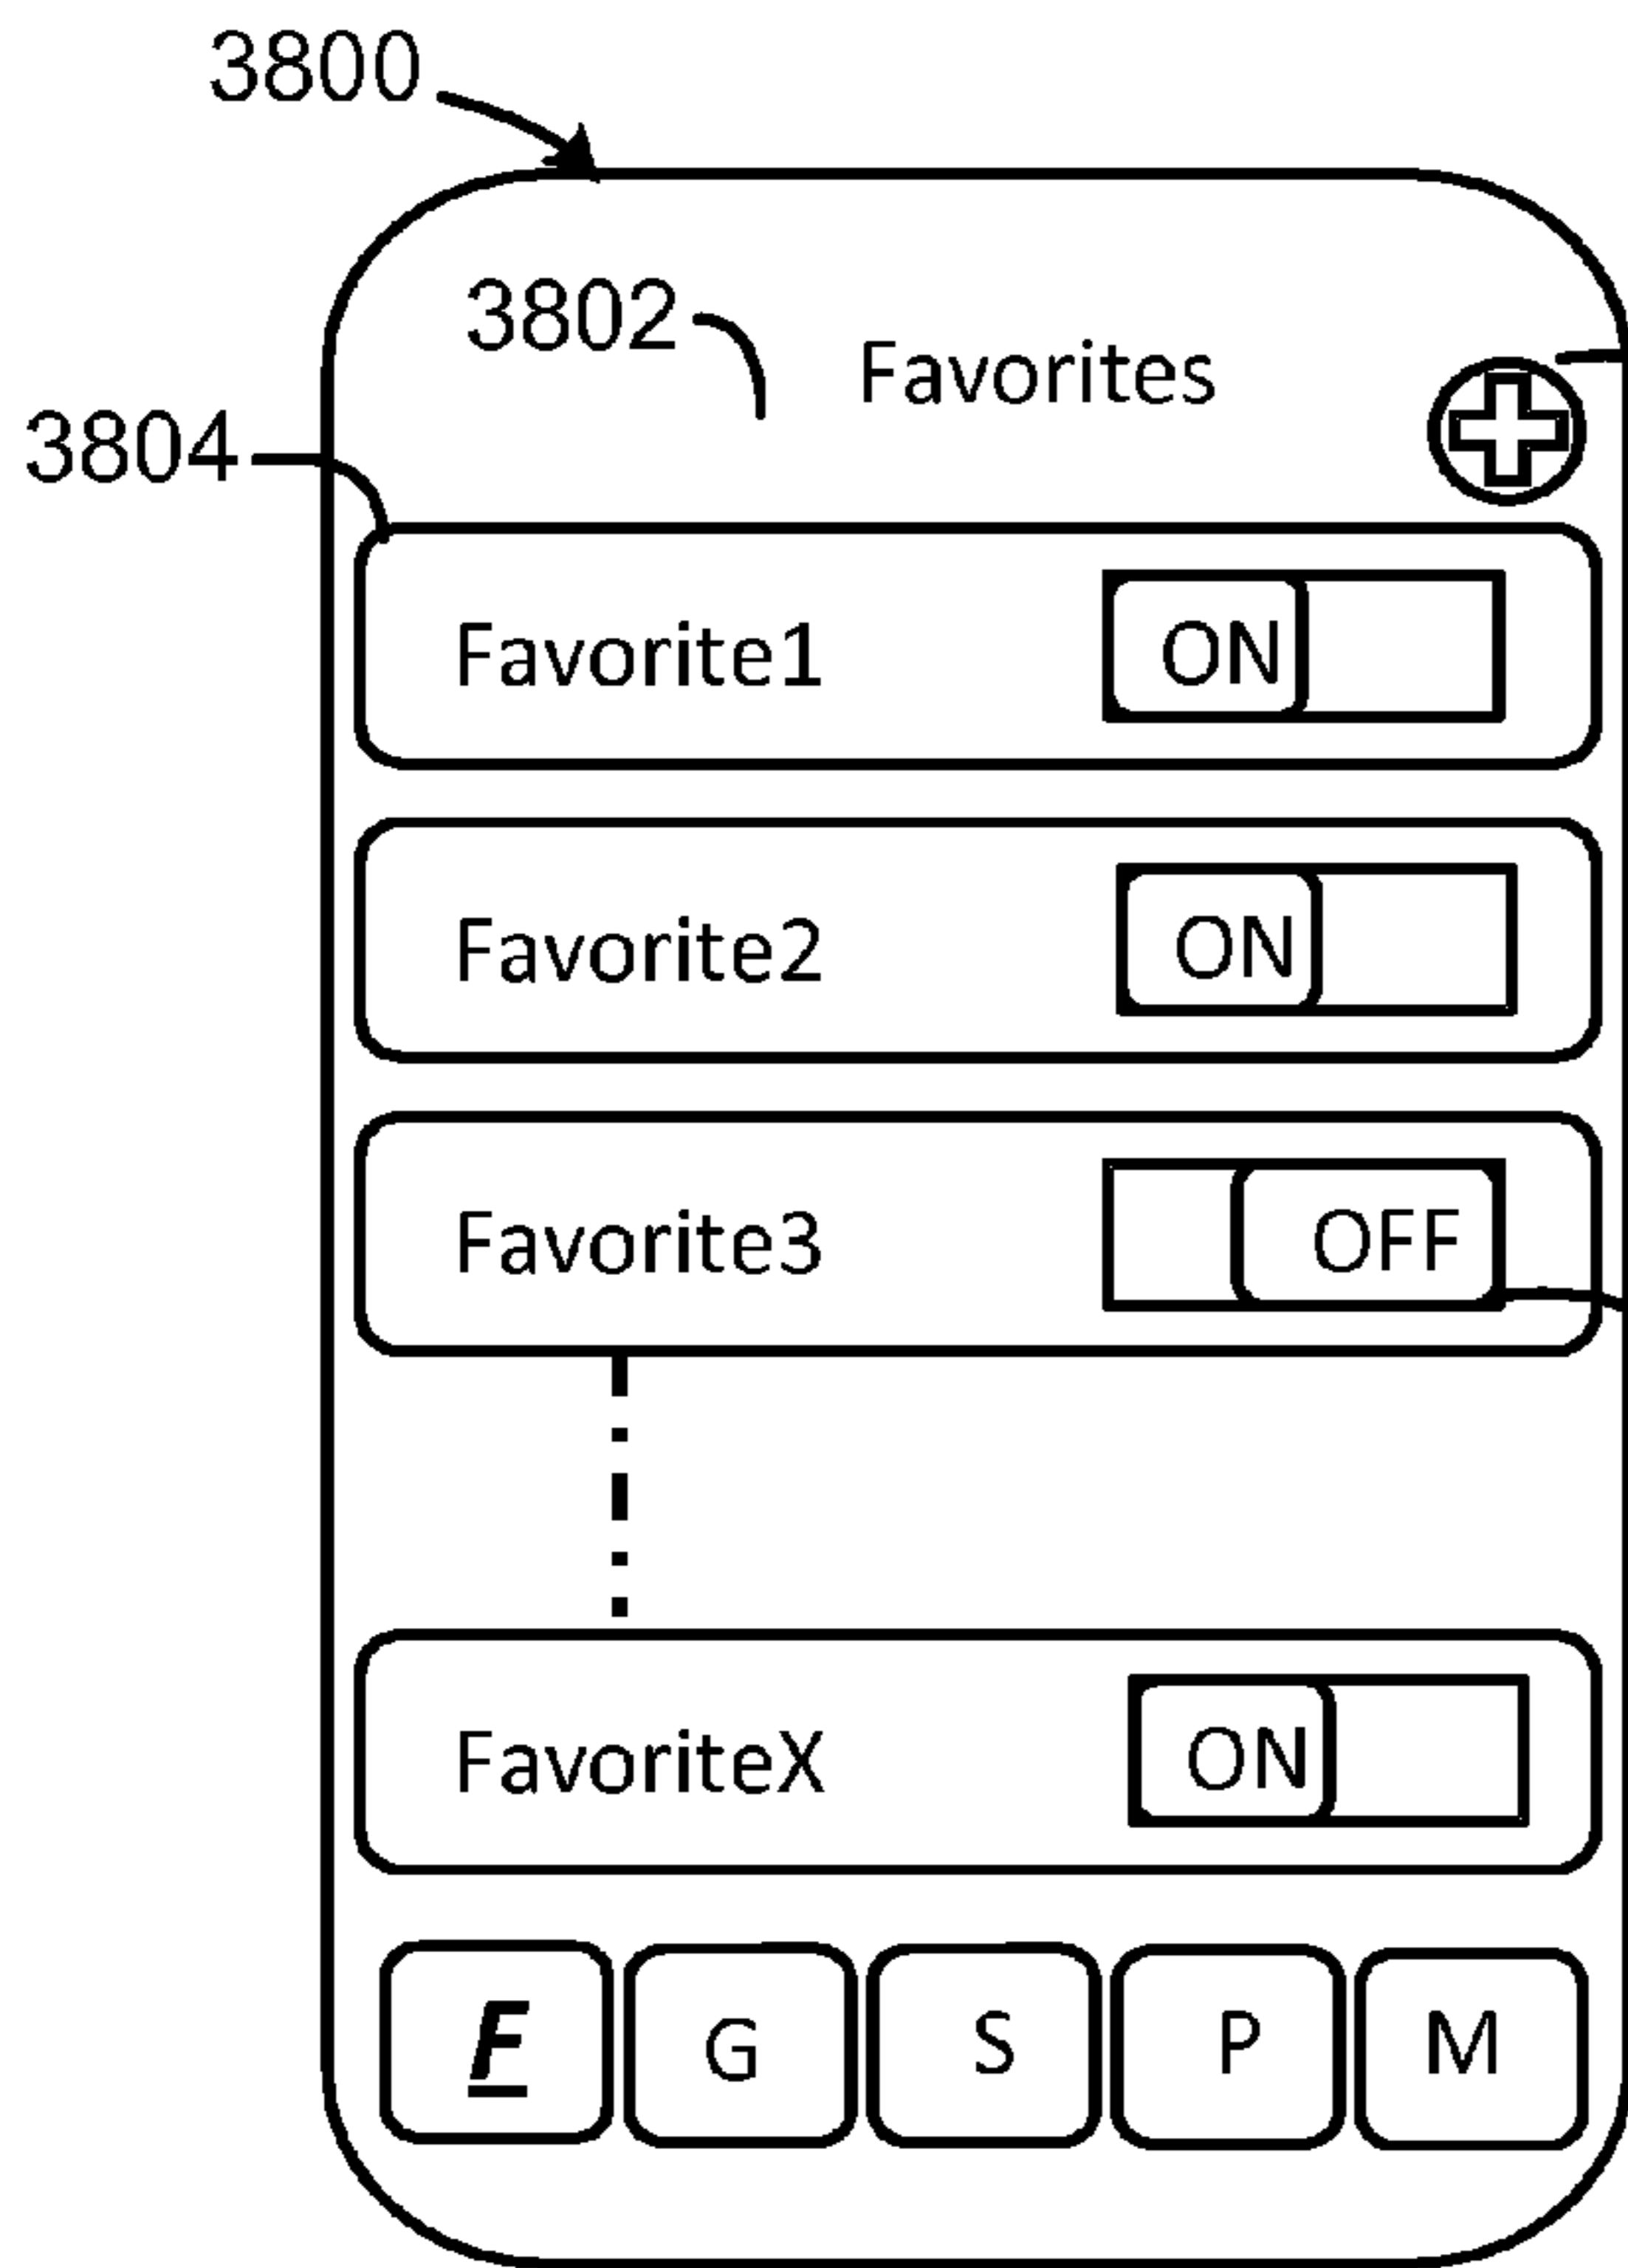 3800
3802
Favorites
3804
Favorite1 ON
Favorite2 ON
Favorite3 OFF
FavoriteX ON
F G S P M